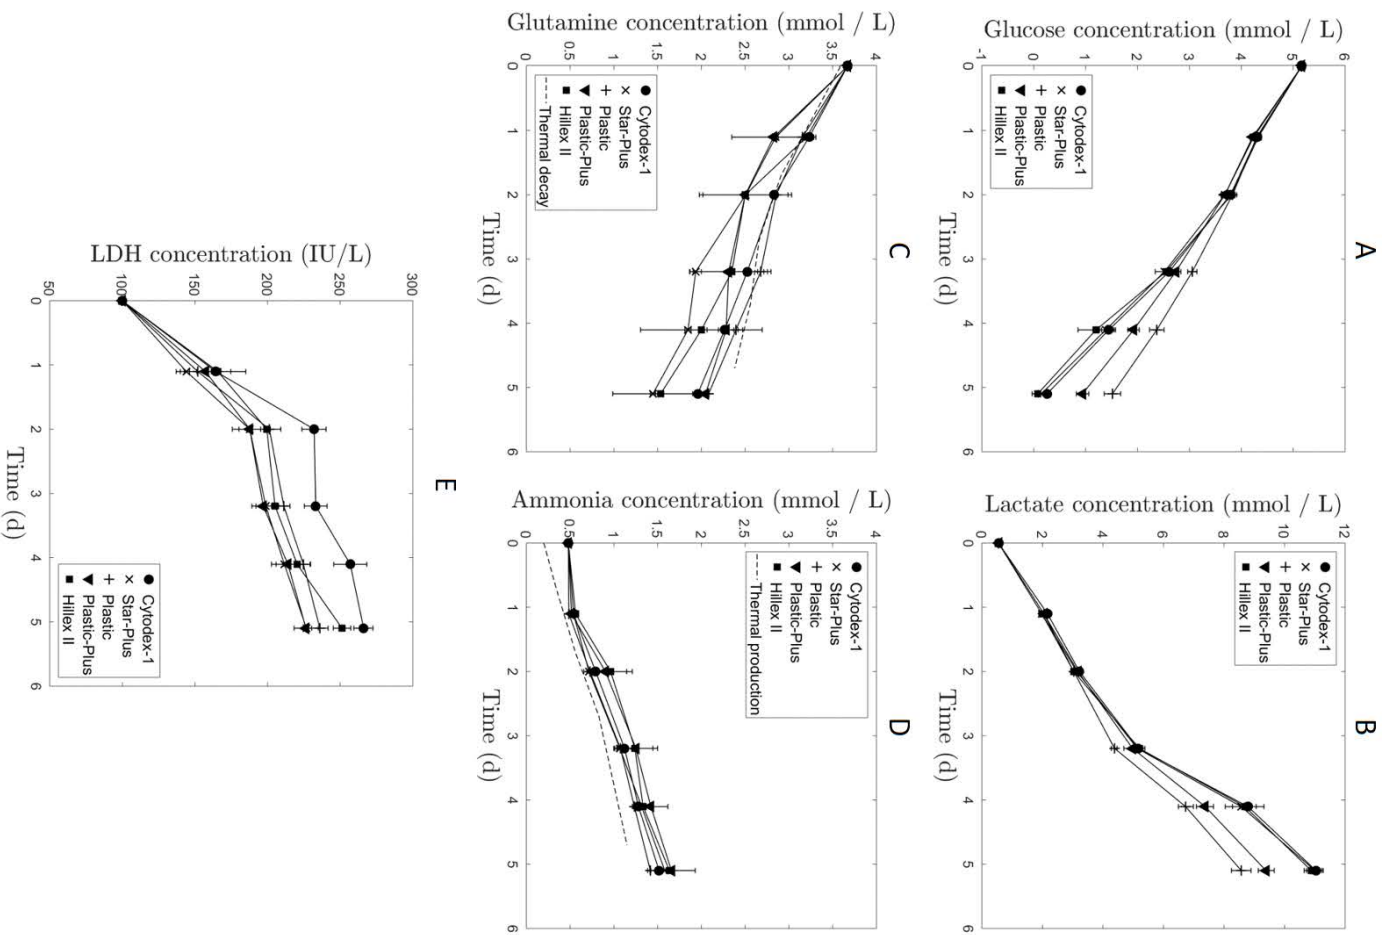 A
Glucose concentration (mmol / L)
6
5
4
3
2
1
0
-1
0 1 2 3 4 5 6
Time (d)
Cytodex-1
Star-Plus
Plastic
Plastic-Plus
Hillex II
B
Lactate concentration (mmol / L)
12
10
8
6
4
2
0
0 1 2 3 4 5 6
Time (d)
Cytodex-1
Star-Plus
Plastic
Plastic-Plus
Hillex II
C
Glutamine concentration (mmol / L)
4
3.5
3
2.5
2
1.5
1
0.5
0
0 1 2 3 4 5 6
Time (d)
Cytodex-1
Star-Plus
Plastic
Plastic-Plus
Hillex II
Thermal decay
D
Ammonia concentration (mmol / L)
4
3.5
3
2.5
2
1.5
1
0.5
0
0 1 2 3 4 5 6
Time (d)
Cytodex-1
Star-Plus
Plastic
Plastic-Plus
Hillex II
Thermal production
E
LDH concentration (IU/L)
300
250
200
150
100
50
0 1 2 3 4 5 6
Time (d)
Cytodex-1
Star-Plus
Plastic
Plastic-Plus
Hillex II